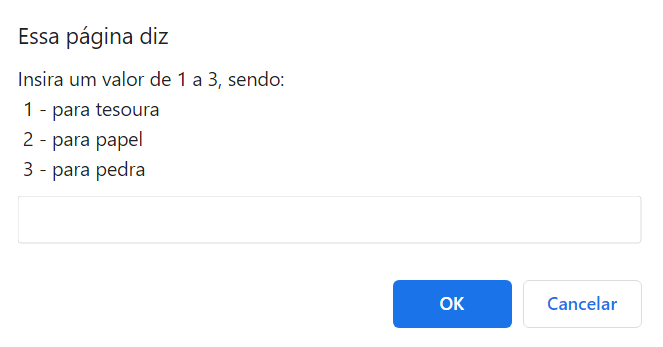 Essa página diz
Insira um valor de 1 a 3, sendo:
1 - para tesoura
2 - para papel
3 - para pedra
OK
Cancelar